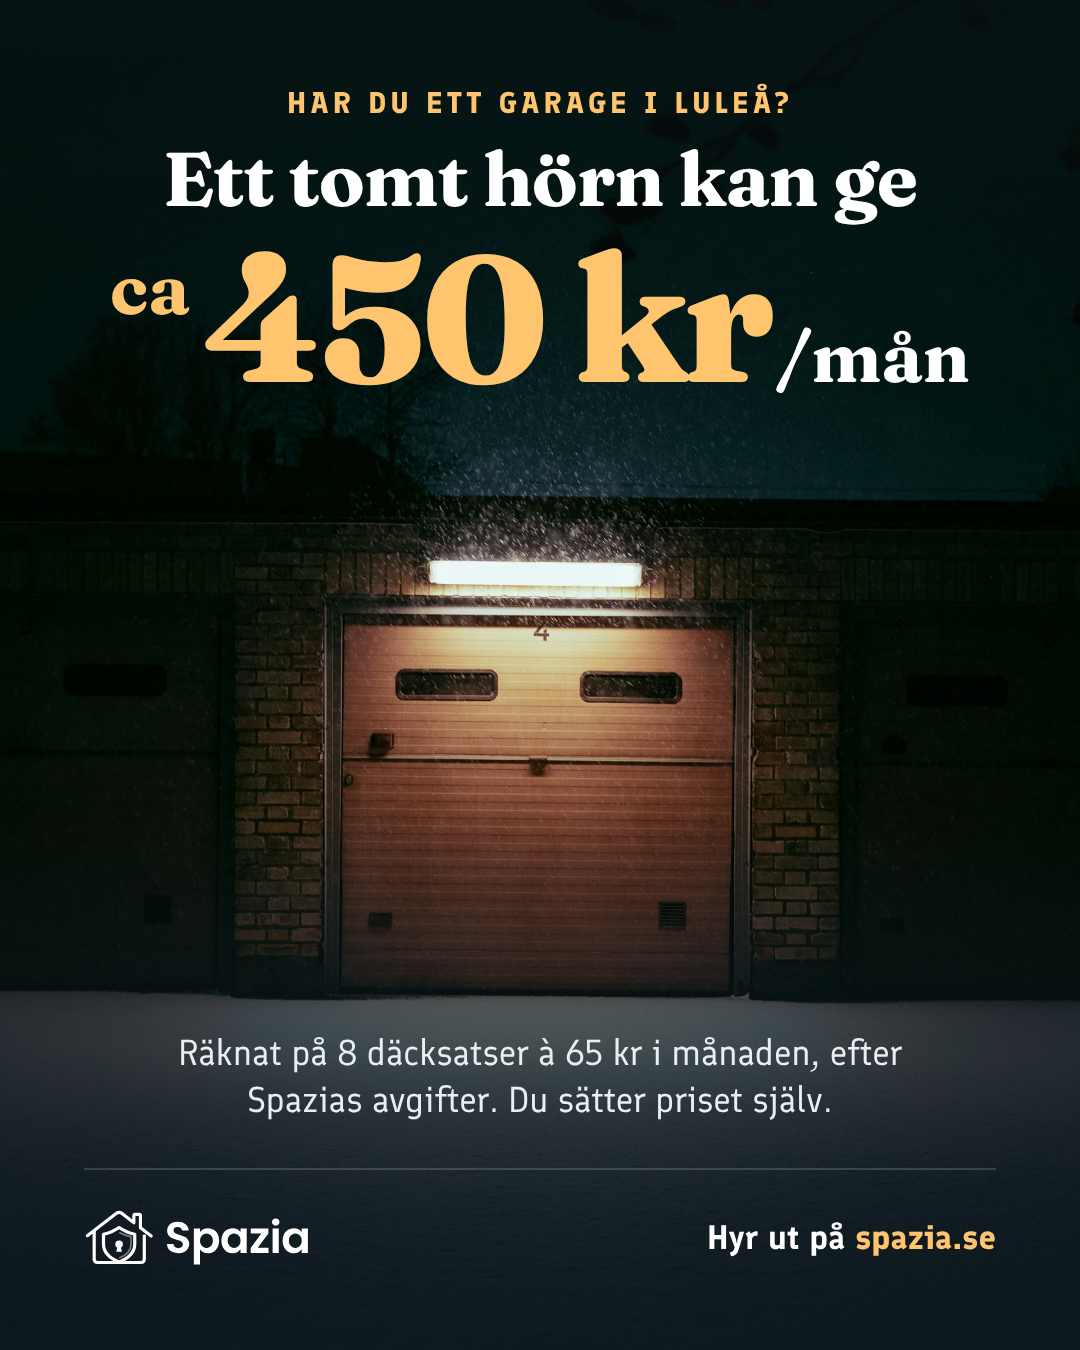 HAR DU ETT GARAGE I LULEÅ?
Ett tomt hörn kan ge
ca 450 kr/mån
4
Räknat på 8 däcksatser à 65 kr i månaden, efter
Spazias avgifter. Du sätter priset själv.
Spazia
Hyr ut på spazia.se